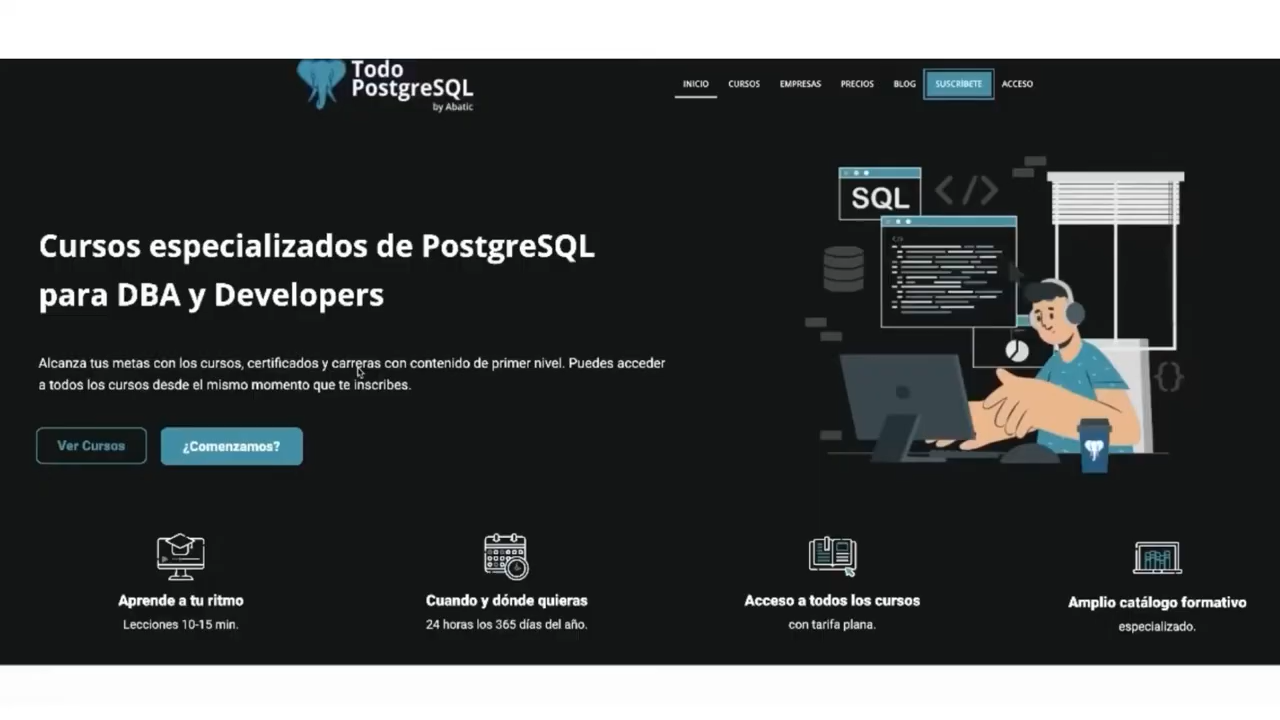 Todo
PostgreSQL
by Abatic
INICIO CURSOS EMPRESAS PRECIOS BLOG SUSCRÍBETE ACCESO
SQL
Cursos especializados de PostgreSQL
para DBA y Developers
Alcanza tus metas con los cursos, certificados y carreras con contenido de primer nivel. Puedes acceder
a todos los cursos desde el mismo momento que te inscribes.
Ver Cursos ¿Comenzamos?
Aprende a tu ritmo
Lecciones 10-15 min.
Cuando y dónde quieras
24 horas los 365 días del año.
Acceso a todos los cursos
con tarifa plana.
Amplio catálogo formativo
especializado.